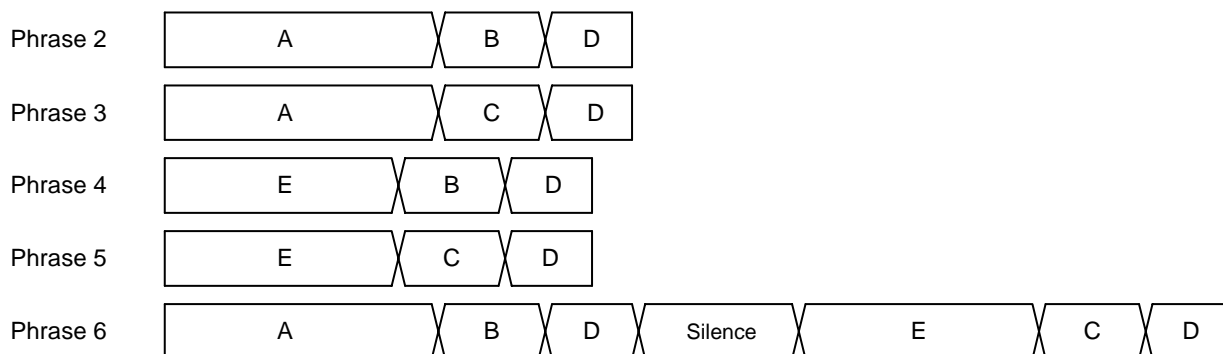 Phrase 2 A B D
Phrase 3 A C D
Phrase 4 E B D
Phrase 5 E C D
Phrase 6 A B D Silence E C D